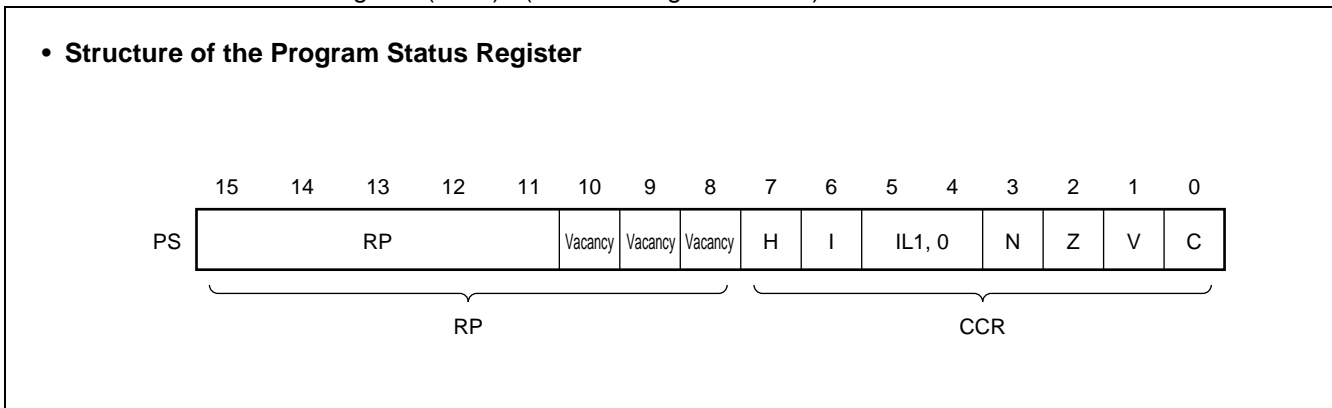 • Structure of the Program Status Register
15 14 13 12 11 10 9 8 7 6 5 4 3 2 1 0
PS RP Vacancy Vacancy Vacancy H I IL1, 0 N Z V C
RP CCR